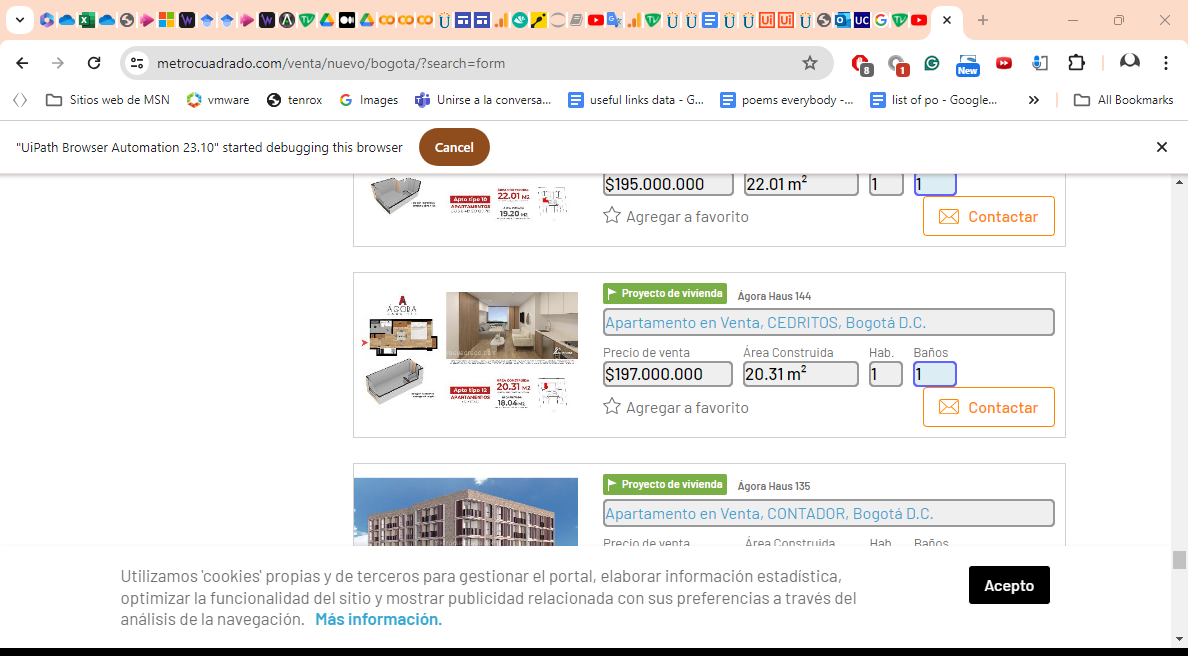 metrocuadrado.com/venta/nuevo/bogota/?search=form
8
1
New
Sitios web de MSN
vmware
tenrox
Images
Unirse a la conversa...
useful links data - G...
poems everybody -...
list of po - Google...
All Bookmarks
"UiPath Browser Automation 23.10" started debugging this browser
Cancel
Apto tipo 10
APARTAMENTOS
22.01 M2
19.20 M2
$195.000.000
22.01 m²
1
1
Agregar a favorito
Contactar
ÁGORA
Apto tipo 12
APARTAMENTOS
ÁREA CONSTRUIDA
20.31 M2
18.04 M2
Proyecto de vivienda
Ágora Haus 144
Apartamento en Venta, CEDRITOS, Bogotá D.C.
Precio de venta
Área Construida
Hab.
Baños
$197.000.000
20.31 m²
1
1
Agregar a favorito
Contactar
Proyecto de vivienda
Ágora Haus 135
Apartamento en Venta, CONTADOR, Bogotá D.C.
Precio de venta
Área Construida
Hab.
Baños
Utilizamos 'cookies' propias y de terceros para gestionar el portal, elaborar información estadística,
optimizar la funcionalidad del sitio y mostrar publicidad relacionada con sus preferencias a través del
análisis de la navegación. Más información.
Acepto